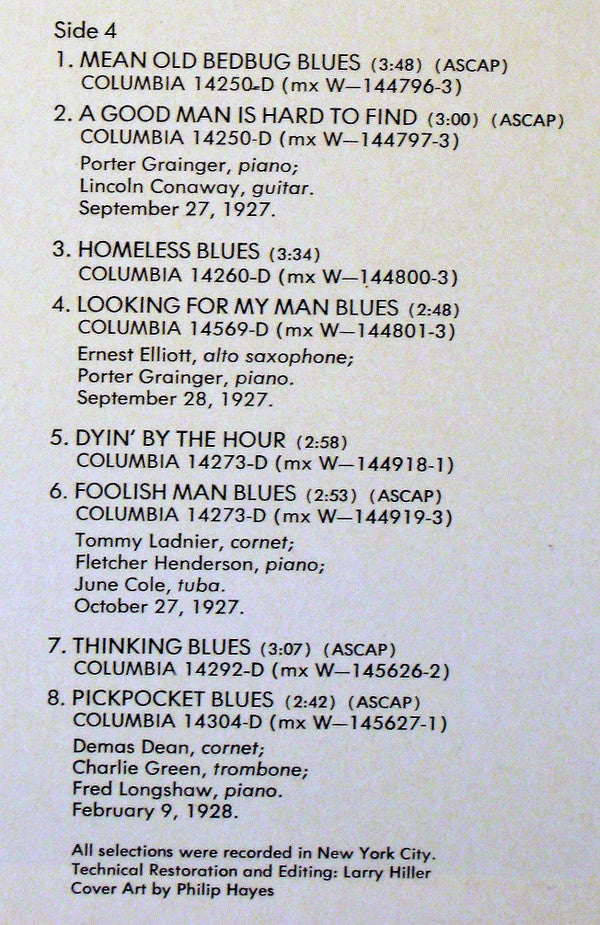 Side 4
1. MEAN OLD BEDBUG BLUES (3:48) (ASCAP)
COLUMBIA 14250-D (mx W—144796-3)
2. A GOOD MAN IS HARD TO FIND (3:00) (ASCAP)
COLUMBIA 14250-D (mx W—144797-3)
Porter Grainger, piano;
Lincoln Conaway, guitar.
September 27, 1927.
3. HOMELESS BLUES (3:34)
COLUMBIA 14260-D (mx W—144800-3)
4. LOOKING FOR MY MAN BLUES (2:48)
COLUMBIA 14569-D (mx W—144801-3)
Ernest Elliott, alto saxophone;
Porter Grainger, piano.
September 28, 1927.
5. DYIN' BY THE HOUR (2:58)
COLUMBIA 14273-D (mx W—144918-1)
6. FOOLISH MAN BLUES (2:53) (ASCAP)
COLUMBIA 14273-D (mx W—144919-3)
Tommy Ladnier, cornet;
Fletcher Henderson, piano;
June Cole, tuba.
October 27, 1927.
7. THINKING BLUES (3:07) (ASCAP)
COLUMBIA 14292-D (mx W—145626-2)
8. PICKPOCKET BLUES (2:42) (ASCAP)
COLUMBIA 14304-D (mx W—145627-1)
Demas Dean, cornet;
Charlie Green, trombone;
Fred Longshaw, piano.
February 9, 1928.
All selections were recorded in New York City.
Technical Restoration and Editing: Larry Hiller
Cover Art by Philip Hayes